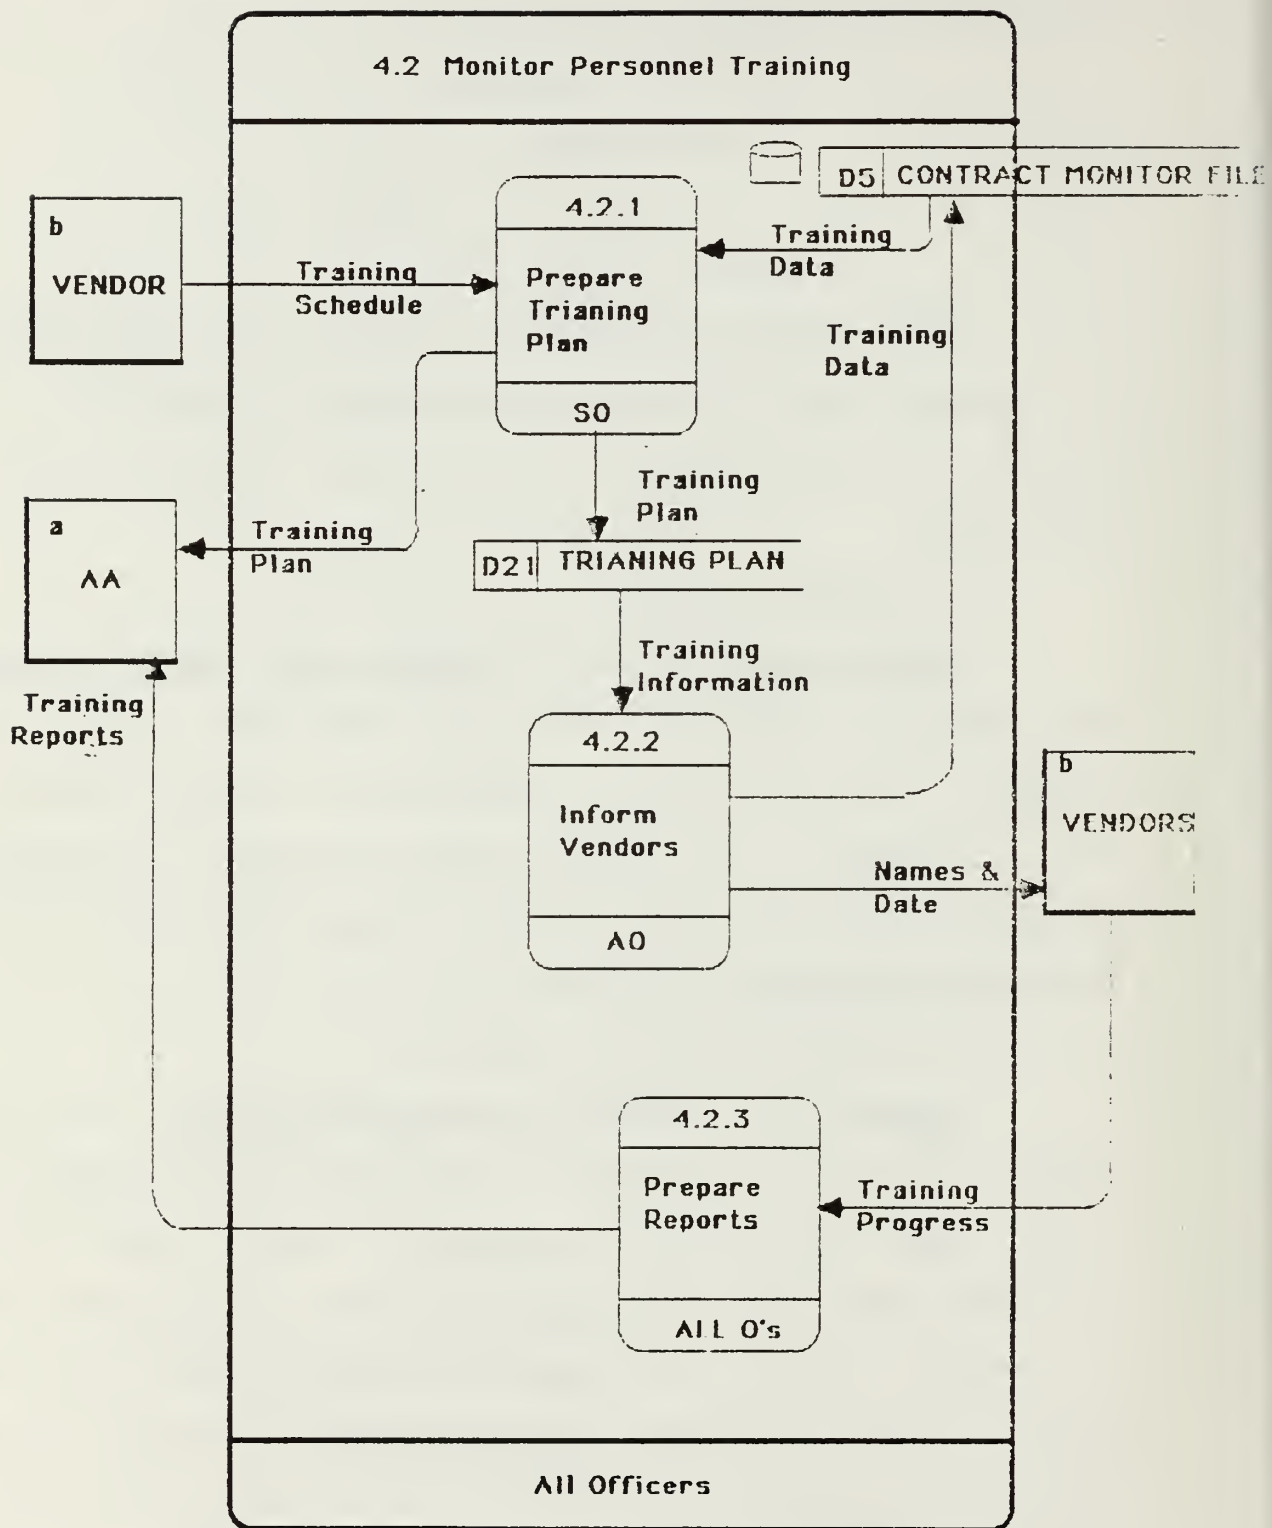 4.2 Monitor Personnel Training
D5 CONTRACT MONITOR FILE
4.2.1
b
VENDOR
Training
Schedule
Prepare
Trianing
Plan
Training
Data
Training
Data
SO
Training
Plan
a
AA
Training
Plan
D21 TRIANING PLAN
Training
Information
Training
Reports
4.2.2
Inform
Vendors
b
VENDORS
Names &
Date
AO
4.2.3
Prepare
Reports
Training
Progress
ALL O's
All Officers